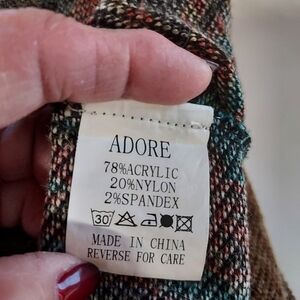 ADORE
78%ACRYLIC
20%NYLON
2%SPANDEX
30
MADE IN CHINA
REVERSE FOR CARE